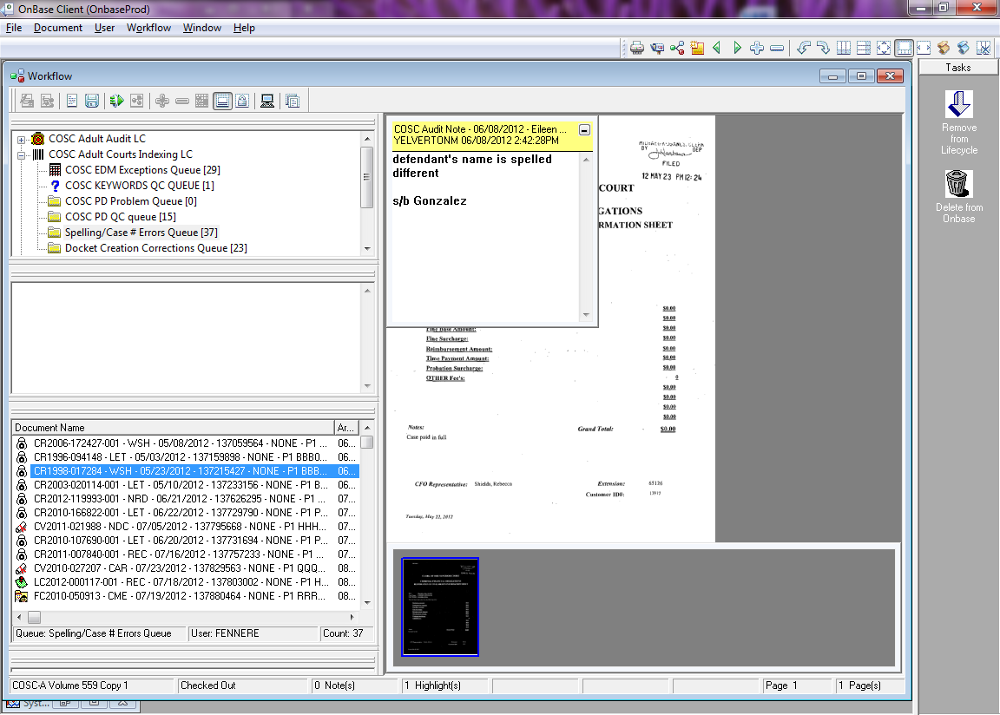 OnBase Client (OnbaseProd)
File Document User Workflow Window Help
Workflow
Tasks
Remove from Lifecycle
Delete from Onbase
COSC Adult Audit LC
COSC Adult Courts Indexing LC
COSC EDM Exceptions Queue [29]
COSC KEYWORDS QC QUEUE [1]
COSC PD Problem Queue [0]
COSC PD QC queue [15]
Spelling/Case # Errors Queue [37]
Docket Creation Corrections Queue [23]
Document Name Ar...
CR2006-172427-001 - WSH - 05/08/2012 - 137059564 - NONE - P1 ... 06...
CR1996-094148 - LET - 05/03/2012 - 137159898 - NONE - P1 BBB0... 06...
CR1998-017284 - WSH - 05/23/2012 - 137215427 - NONE - P1 BBB... 06...
CR2003-020114-001 - LET - 05/10/2012 - 137233156 - NONE - P1 B... 06...
CR2012-119993-001 - NRD - 06/21/2012 - 137626295 - NONE - P1 ... 07...
CR2010-166822-001 - LET - 06/22/2012 - 137729790 - NONE - P1 P... 07...
CV2011-021988 - NDC - 07/05/2012 - 137795668 - NONE - P1 HHH... 07...
CR2010-107690-001 - LET - 06/20/2012 - 137731694 - NONE - P1 P... 07...
CR2011-007840-001 - REC - 07/16/2012 - 137757233 - NONE - P1 ... 07...
CV2010-027207 - CAR - 07/23/2012 - 137829563 - NONE - P1 QQQ... 08...
LC2012-000117-001 - REC - 07/18/2012 - 137803002 - NONE - P1 H... 08...
FC2010-050913 - CME - 07/19/2012 - 137880464 - NONE - P1 RRR... 08...
Queue: Spelling/Case # Errors Queue User: FENNERE Count: 37
COSC Audit Note - 06/08/2012 - Eileen ...
YELVERTONM 06/08/2012 2:42:28PM
defendant's name is spelled
different
s/b Gonzalez
BY DEP
FILED
12 MAY 23 PM 12: 24
COURT
GATIONS
RMATION SHEET
$0.00
$0.00
$0.00
Fine Base Amount: $0.00
Fine Surcharge: $0.00
Reimbursement Amount: $0.00
Time Payment Amount: $0.00
Probation Surcharge: $0.00
OTHER Fee's: 0
$0.00
$0.00
$0.00
$0.00
Notes: Grand Total: $0.00
Case paid in full
CFO Representative: Shields, Rebecca Extension: 65126
Customer ID#:
Tuesday, May 22, 2012
COSC-A Volume 559 Copy 1 Checked Out 0 Note(s) 1 Highlight(s) Page 1 1 Page(s)
Syst...